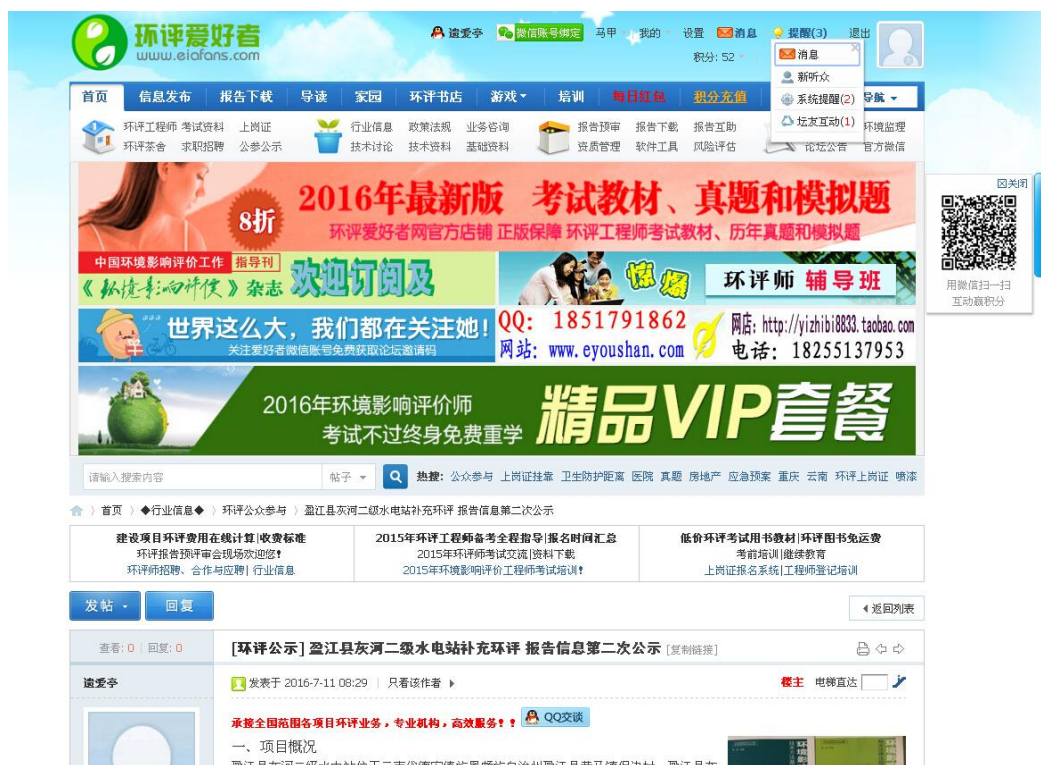 环评爱好者
www.eiafans.com
遗爱亭 微信账号绑定 马甲 我的 设置 消息 提醒(3) 退出
积分: 52
消息
新听众
系统提醒(2)
坛友互动(1)
首页 信息发布 报告下载 导读 家园 环评书店 游戏 培训 每日红包 积分充值 导航
环评工程师 考试资料 上岗证 行业信息 政策法规 业务咨询 报告预审 报告下载 报告互助 环境监理
环评茶舍 求职招聘 公参公示 技术讨论 技术资料 基础资料 资质管理 软件工具 风险评估 论坛公告 官方微信
8折
2016年最新版 考试教材、真题和模拟题
环评爱好者网官方店铺 正版保障 环评工程师考试教材、历年真题和模拟题
区关闭
用微信扫一扫
互动赢积分
中国环境影响评价工作 指导刊
《环境影响评价》杂志 欢迎订阅及
惊爆 环评师 辅导班
世界这么大，我们都在关注她!
关注爱好者微信账号免费获取论坛邀请码
QQ: 1851791862
网站: www.eyoushan.com
网店: http://yizhibi8833.taobao.com
电话: 18255137953
2016年环境影响评价师
考试不过终身免费重学
精品VIP套餐
请输入搜索内容 帖子 热搜: 公众参与 上岗证挂靠 卫生防护距离 医院 真题 房地产 应急预案 重庆 云南 环评上岗证 喷漆
首页 ◆行业信息◆ 环评公众参与 盈江县灰河二级水电站补充环评 报告信息第二次公示
建设项目环评费用在线计算|收费标准
环评报告预评审会现场欢迎您!
环评师招聘、合作与应聘| 行业信息
2015年环评工程师备考全程指导|报名时间汇总
2015年环评师考试交流|资料下载
2015年环境影响评价工程师考试培训!
低价环评考试用书教材|环评图书免运费
考前培训|继续教育
上岗证报名系统|工程师登记培训
发帖 回复 返回列表
查看: 0 | 回复: 0
[环评公示] 盈江县灰河二级水电站补充环评 报告信息第二次公示 [复制链接]
遗爱亭
发表于 2016-7-11 08:29 | 只看该作者
楼主 电梯直达
承接全国范围各项目环评业务，专业机构，高效服务！！ QQ交谈
一、项目概况